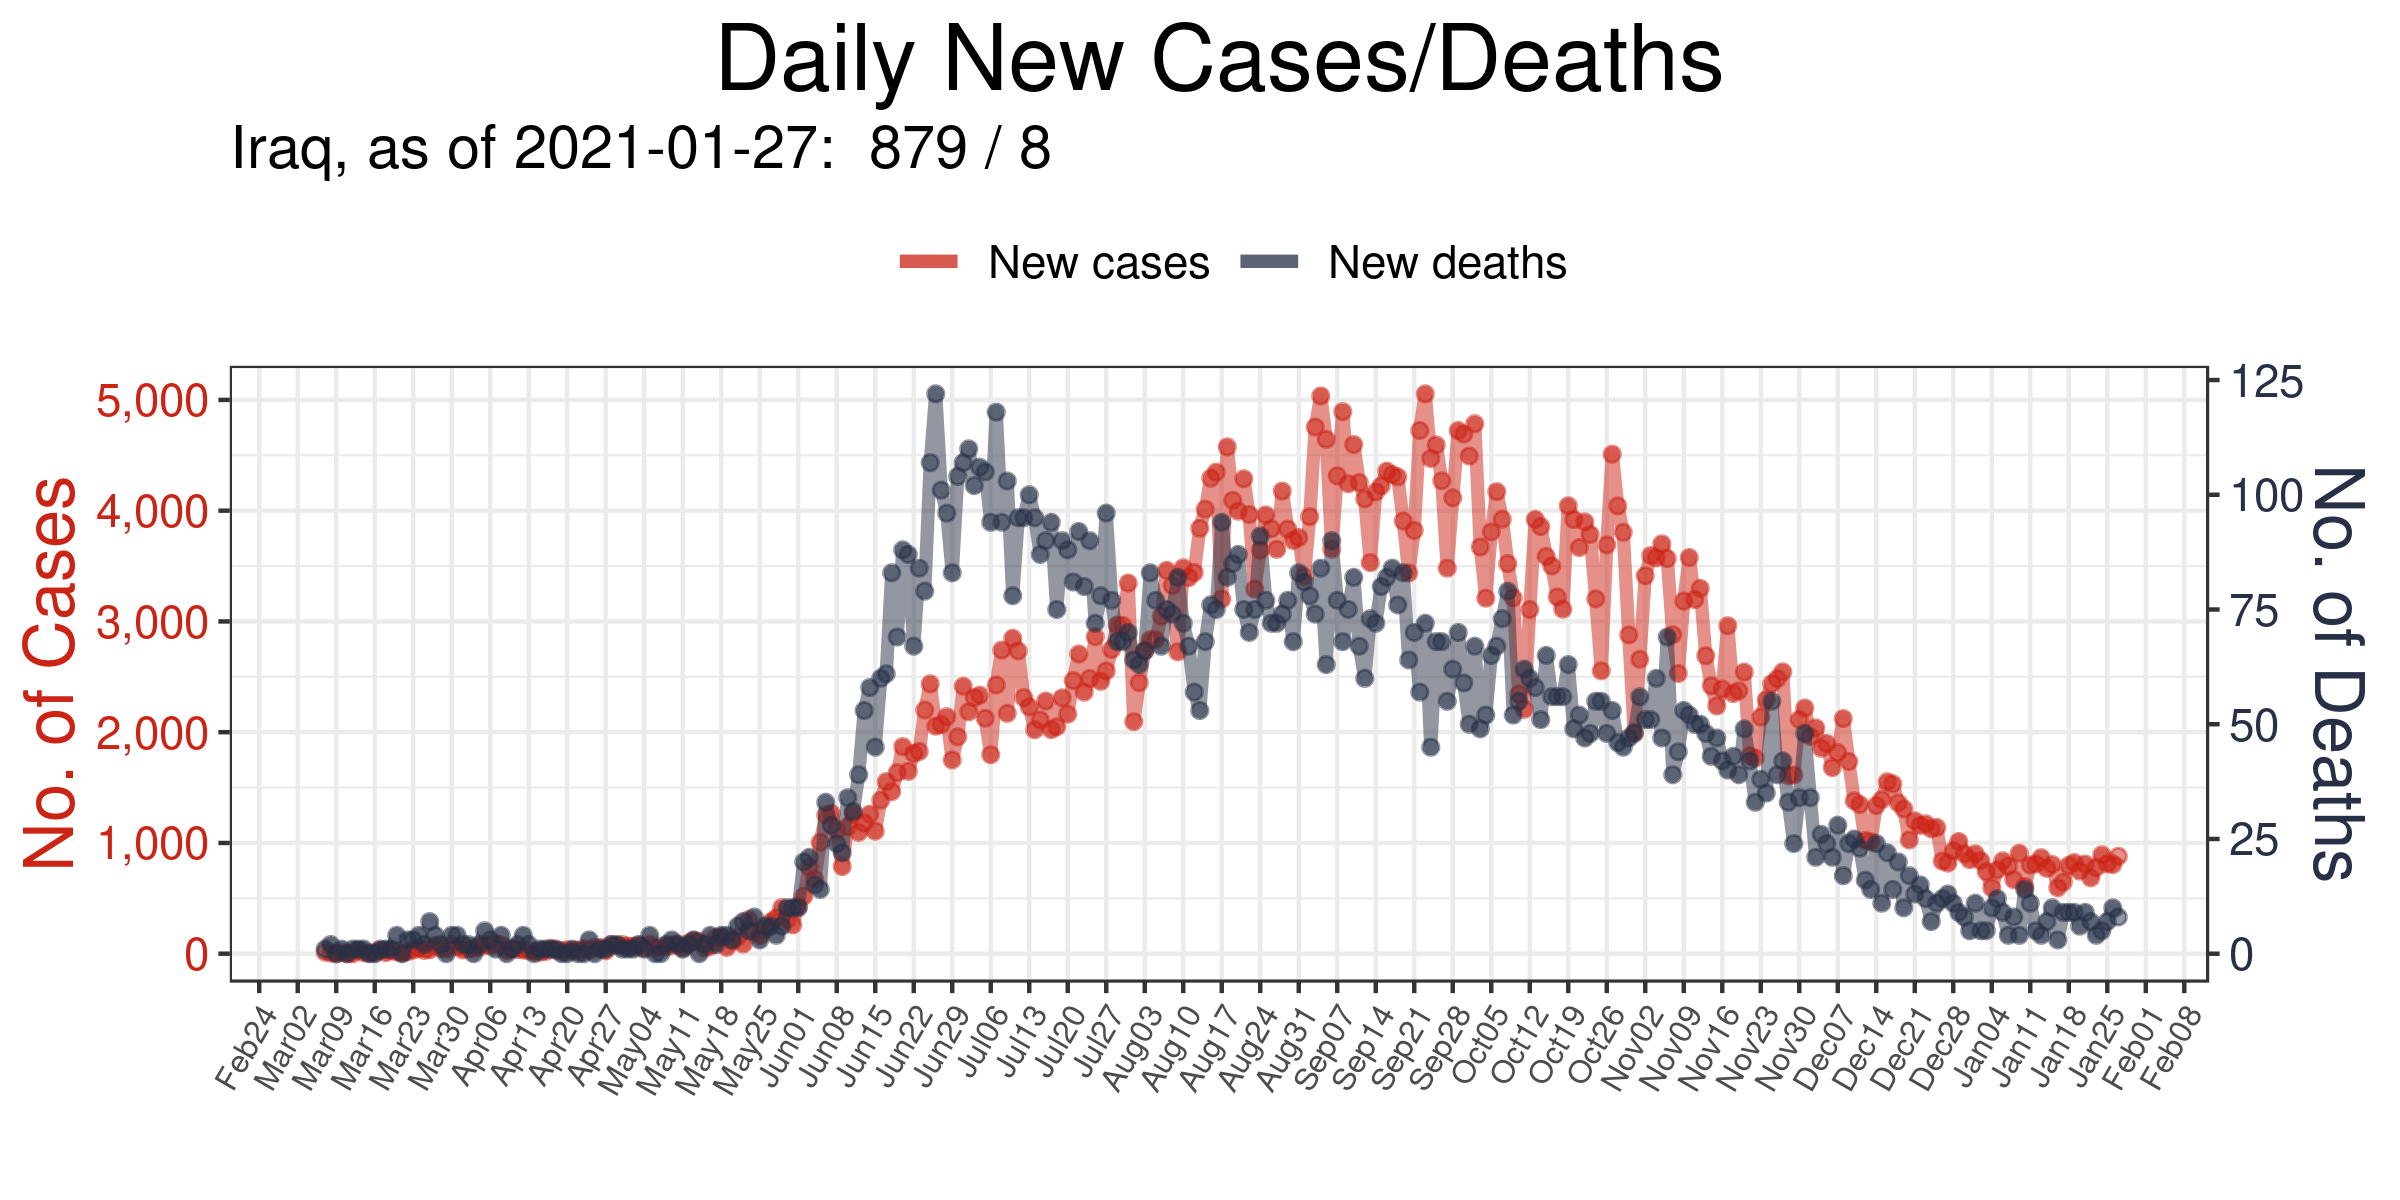 Daily New Cases/Deaths
Iraq, as of 2021-01-27: 879 / 8
New cases
New deaths
No. of Cases
5,000
4,000
3,000
2,000
1,000
0
125
100
75
50
25
0
No. of Deaths
Feb24
Mar02
Mar09
Mar16
Mar23
Mar30
Apr06
Apr13
Apr20
Apr27
May04
May11
May18
May25
Jun01
Jun08
Jun15
Jun22
Jun29
Jul06
Jul13
Jul20
Jul27
Aug03
Aug10
Aug17
Aug24
Aug31
Sep07
Sep14
Sep21
Sep28
Oct05
Oct12
Oct19
Oct26
Nov02
Nov09
Nov16
Nov23
Nov30
Dec07
Dec14
Dec21
Dec28
Jan04
Jan11
Jan18
Jan25
Feb01
Feb08